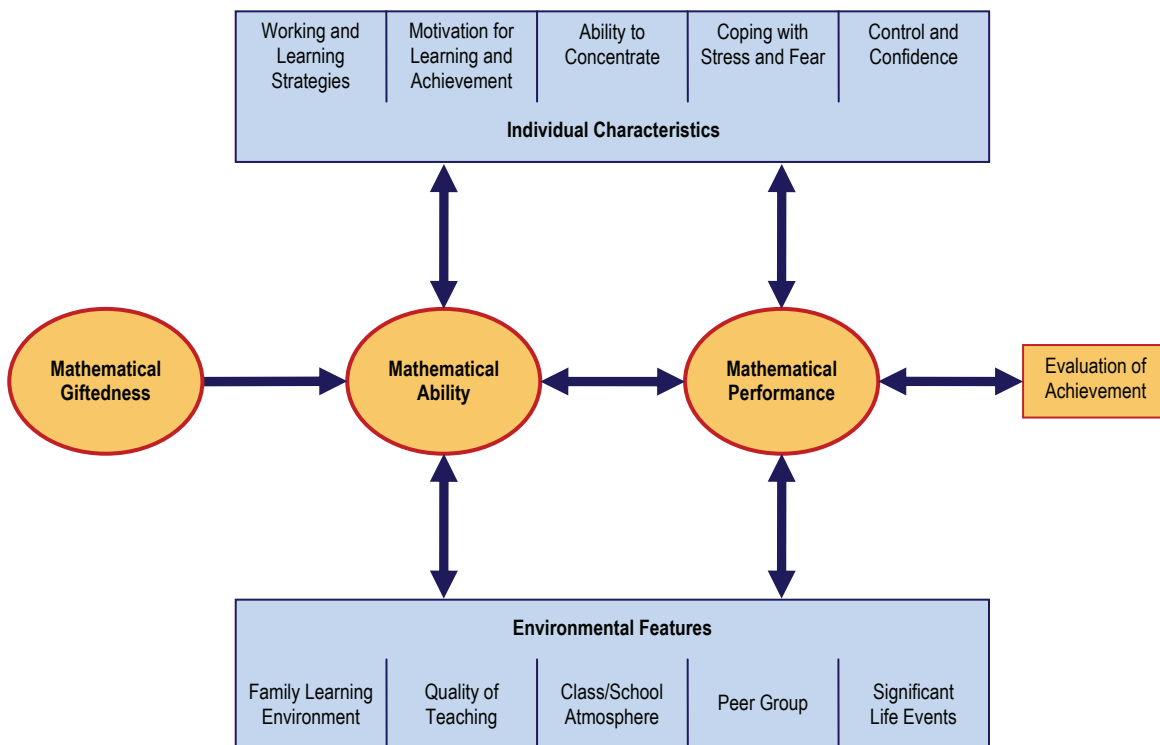 Working and
Learning
Strategies
Motivation for
Learning and
Achievement
Ability to
Concentrate
Coping with
Stress and Fear
Control and
Confidence
Individual Characteristics
Mathematical
Giftedness
Mathematical
Ability
Mathematical
Performance
Evaluation of
Achievement
Environmental Features
Family Learning
Environment
Quality of
Teaching
Class/School
Atmosphere
Peer Group
Significant
Life Events